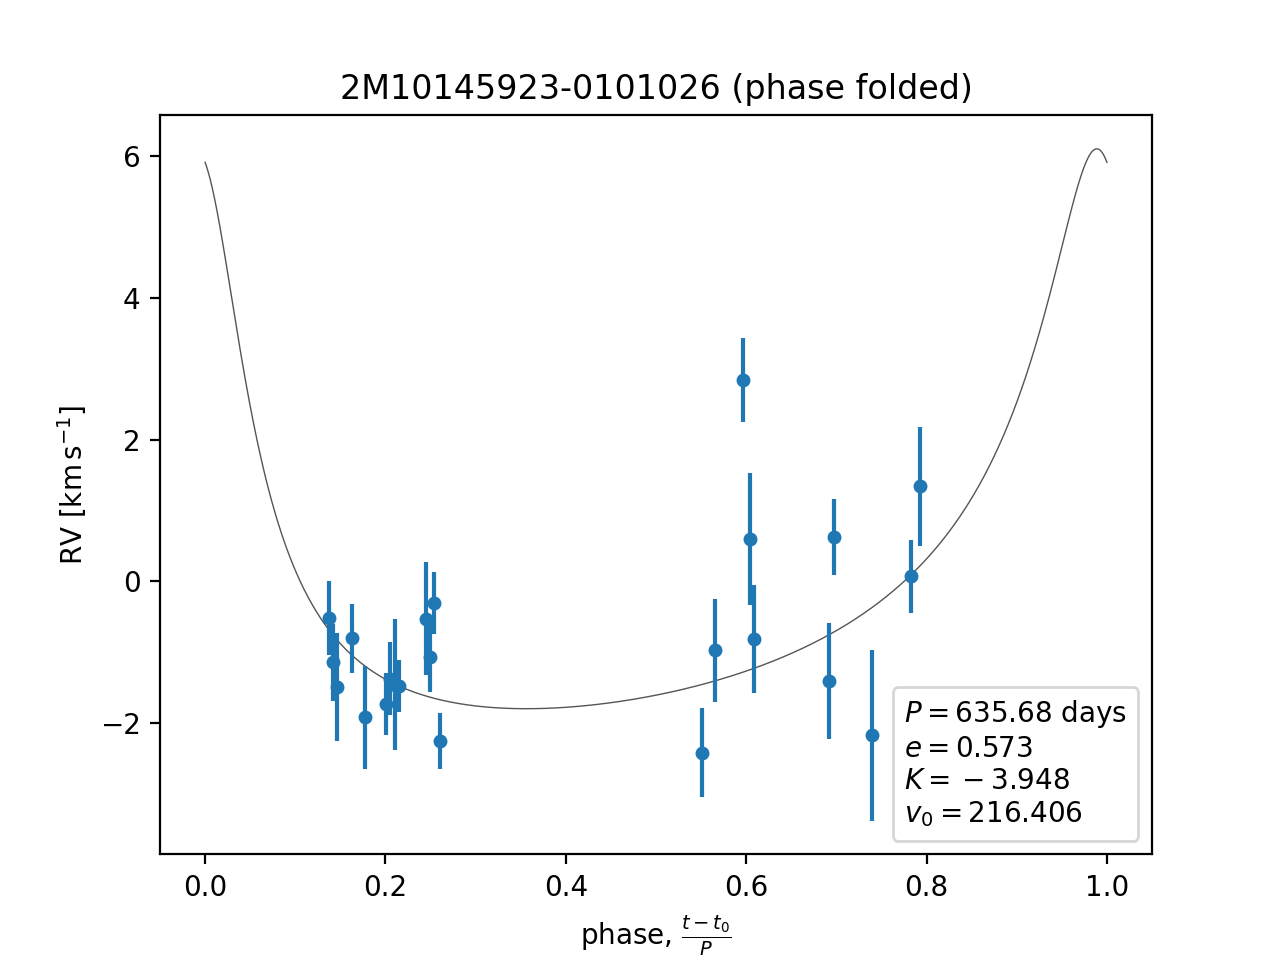 2M10145923-0101026 (phase folded)
RV [km s⁻¹]
6
4
2
0
−2
0.0 0.2 0.4 0.6 0.8 1.0
phase, (t − t₀)/P
P = 635.68 days
e = 0.573
K = −3.948
v₀ = 216.406